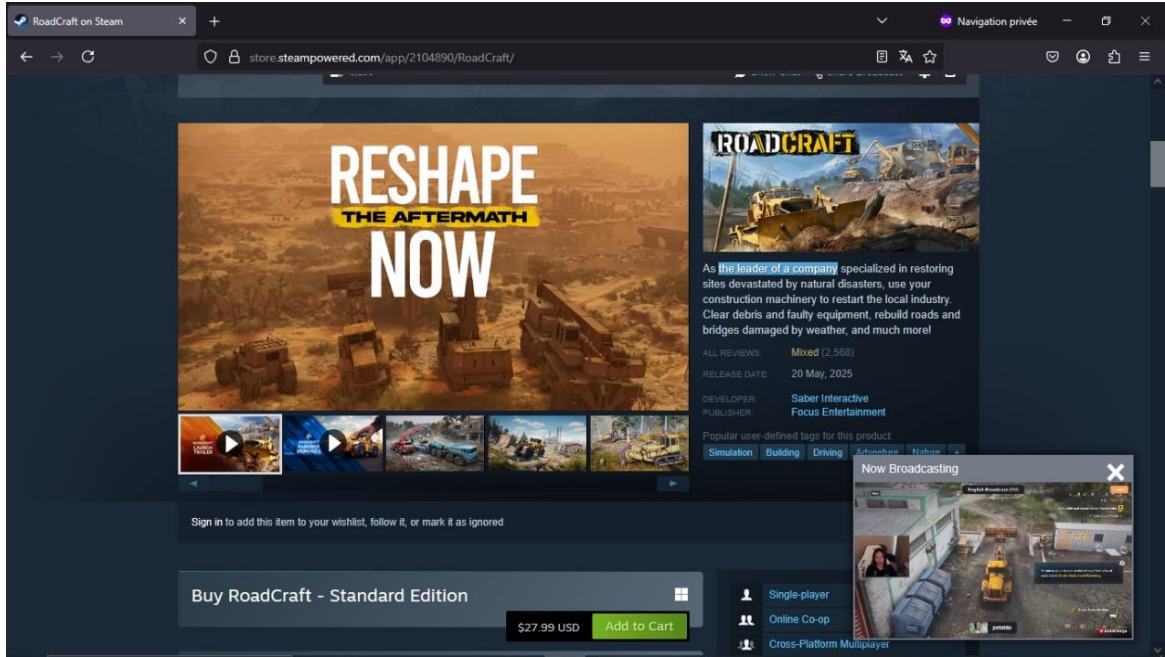 RoadCraft on Steam
Navigation privée
store.steampowered.com/app/2104890/RoadCraft/
RESHAPE
THE AFTERMATH
NOW
ROADCRAFT
As the leader of a company specialized in restoring
sites devastated by natural disasters, use your
construction machinery to restart the local industry.
Clear debris and faulty equipment, rebuild roads and
bridges damaged by weather, and much more!
ALL REVIEWS: Mixed (2,568)
RELEASE DATE: 20 May, 2025
DEVELOPER: Saber Interactive
PUBLISHER: Focus Entertainment
Popular user-defined tags for this product:
Simulation Building Driving Adventure Nature +
Now Broadcasting
Sign in to add this item to your wishlist, follow it, or mark it as ignored
Buy RoadCraft - Standard Edition
$27.99 USD Add to Cart
Single-player
Online Co-op
Cross-Platform Multiplayer